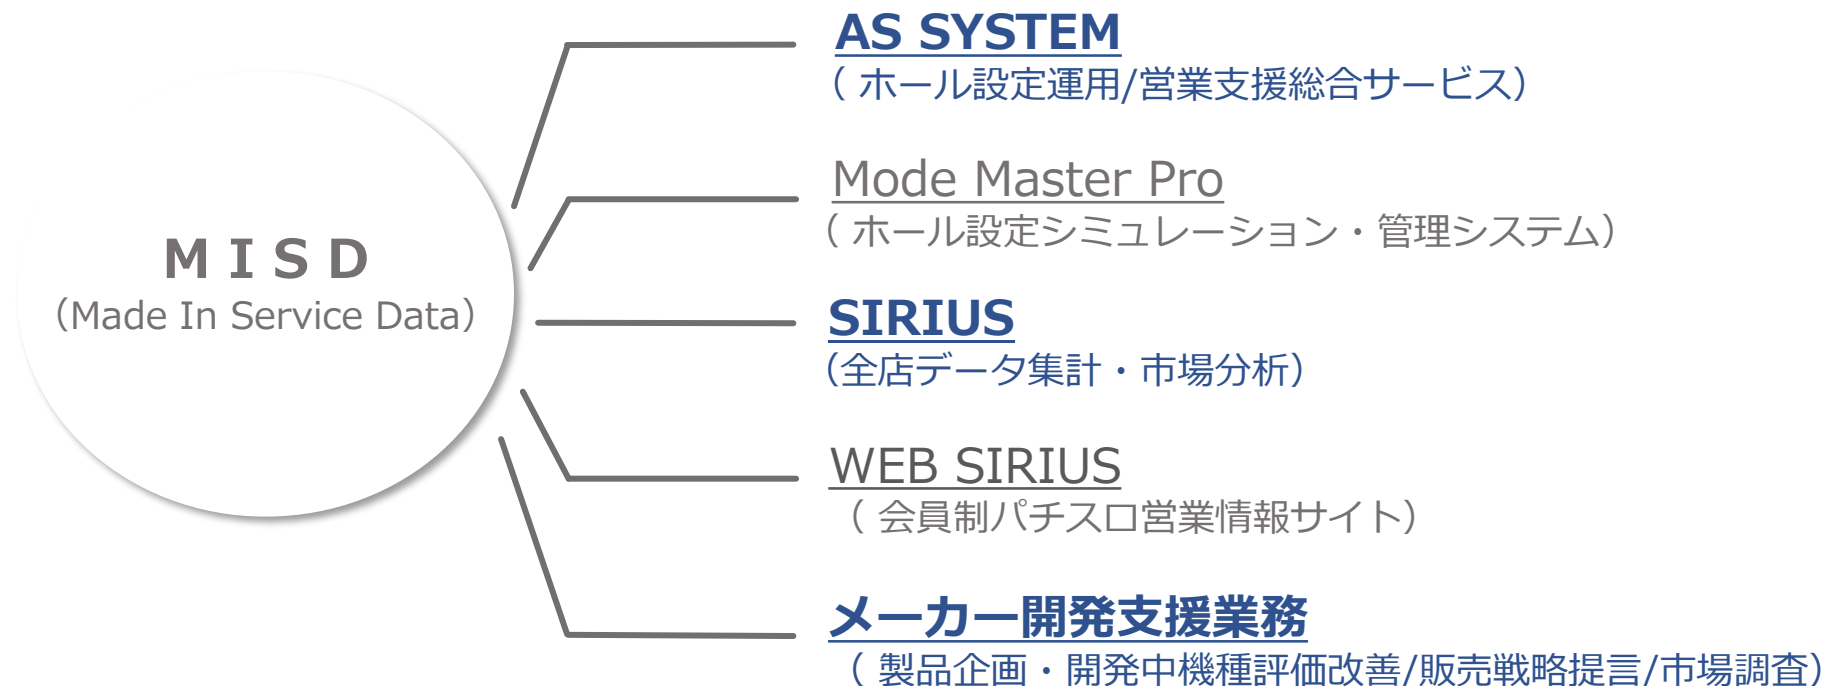 MISD
(Made In Service Data)
AS SYSTEM
( ホール設定運用/営業支援総合サービス)
Mode Master Pro
( ホール設定シミュレーション・管理システム)
SIRIUS
(全店データ集計・市場分析)
WEB SIRIUS
( 会員制パチスロ営業情報サイト)
メーカー開発支援業務
( 製品企画・開発中機種評価改善/販売戦略提言/市場調査)